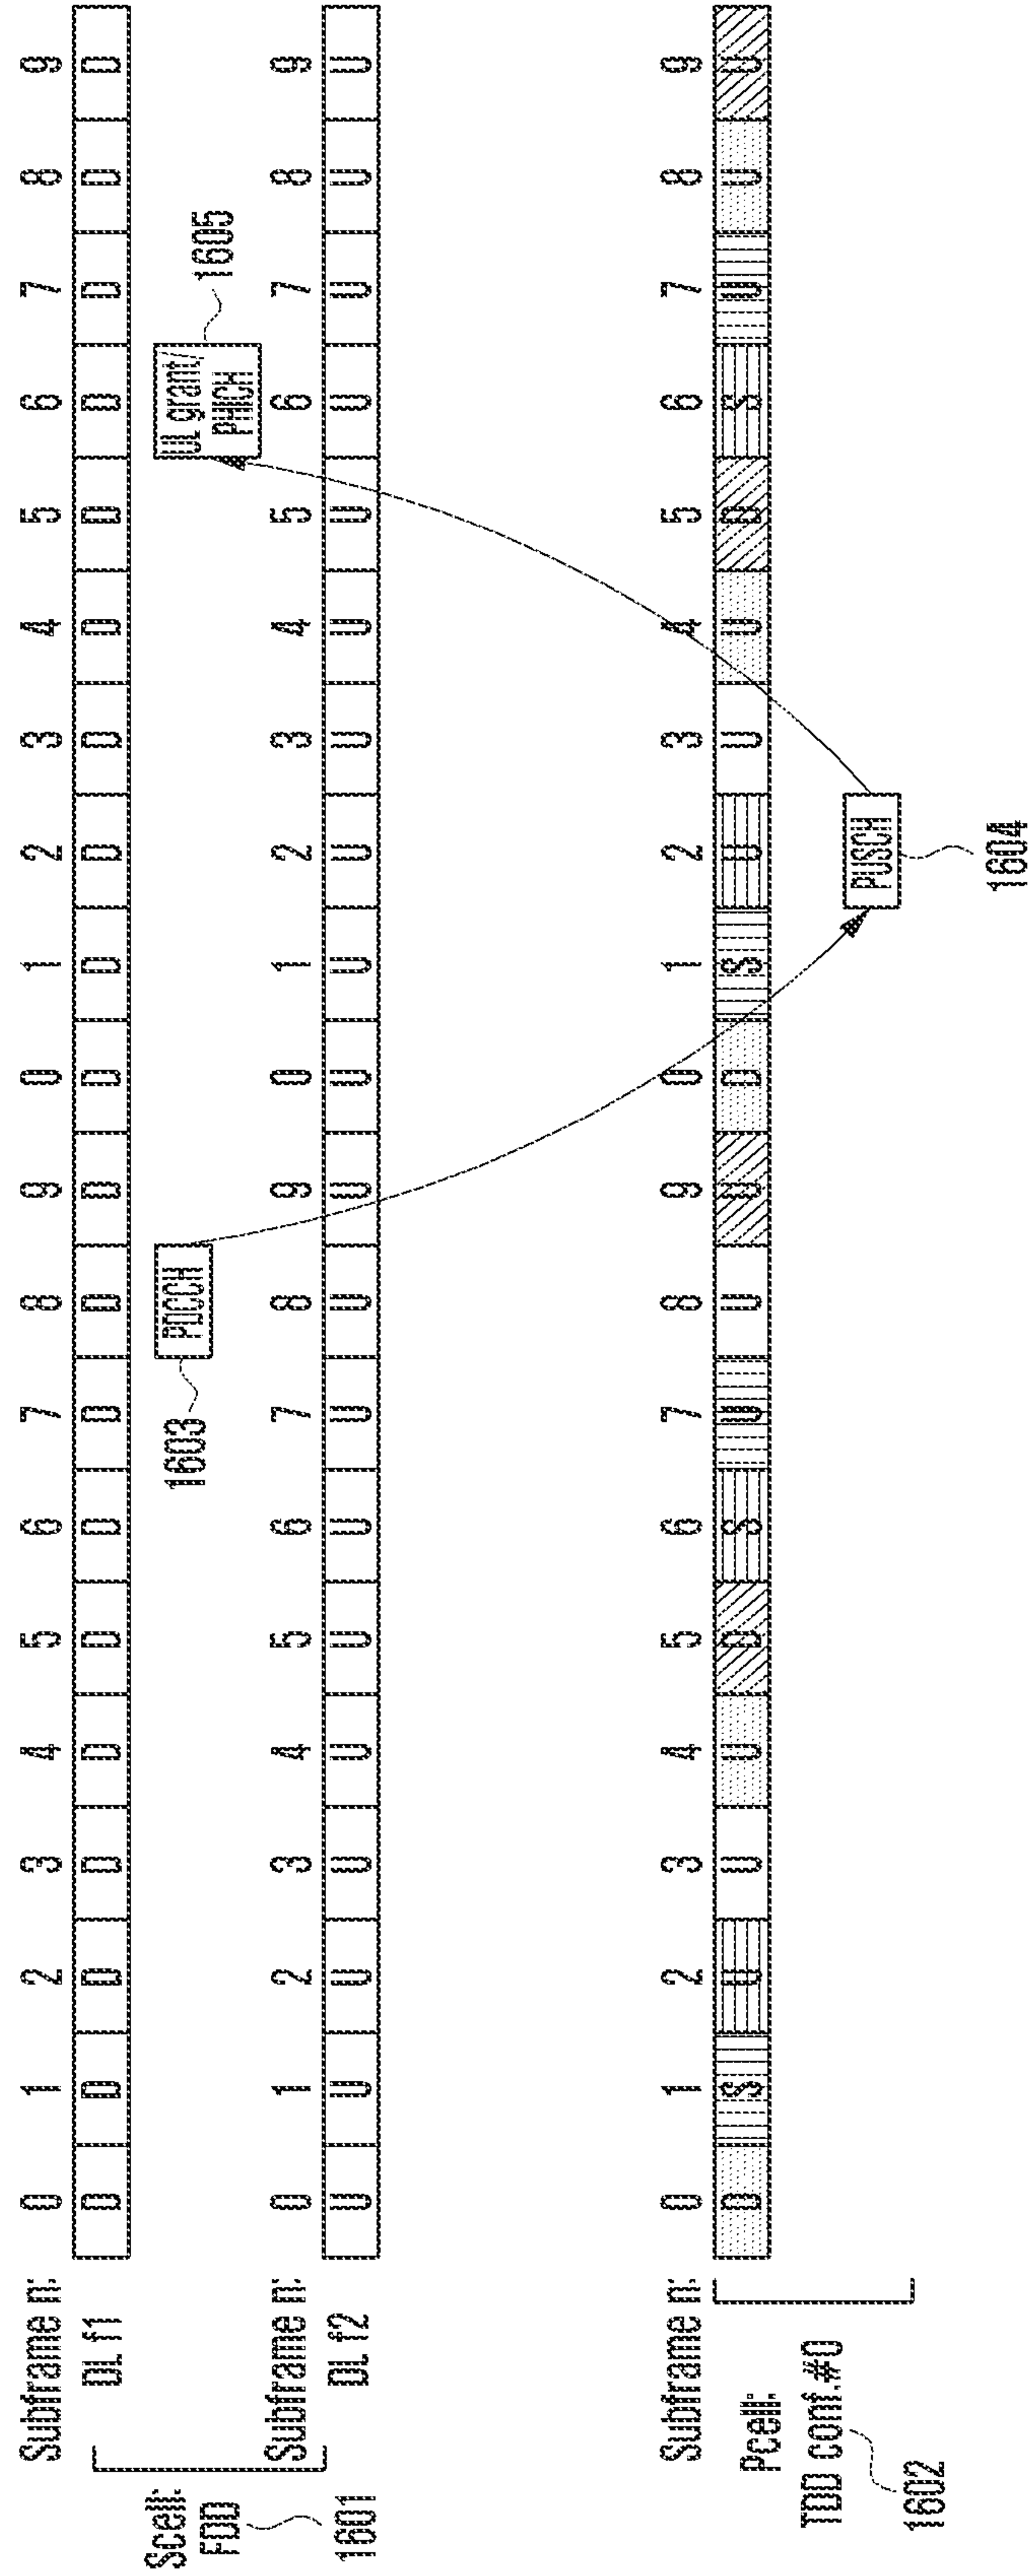 Subframe n: 0 1 2 3 4 5 6 7 8 9 0 1 2 3 4 5 6 7 8 9
DL f1 D D D D D D D D D D D D D D D D D D D D
Scell:
FDD
1601
1603
PDCCH
UL grant/
PHICH
1605
Subframe n: 0 1 2 3 4 5 6 7 8 9 0 1 2 3 4 5 6 7 8 9
DL f2 U U U U U U U U U U U U U U U U U U U U
Subframe n: 0 1 2 3 4 5 6 7 8 9 0 1 2 3 4 5 6 7 8 9
Pcell: D S U U U D S U U U D S U U U D S U U U
TDD conf.#0
1602
PUSCH
1604